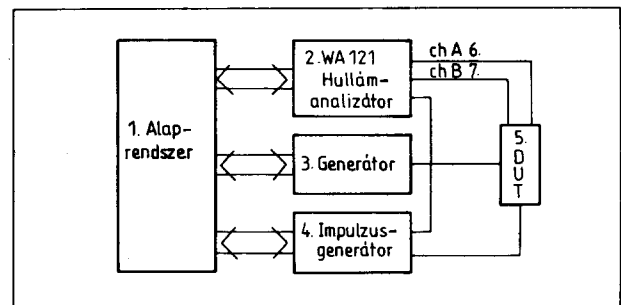 1. Alap-
rendszer
2. WA 121
Hullám-
analizátor
3. Generátor
4. Impulzus-
generátor
ch A 6.
ch B 7.
5.
D
U
T